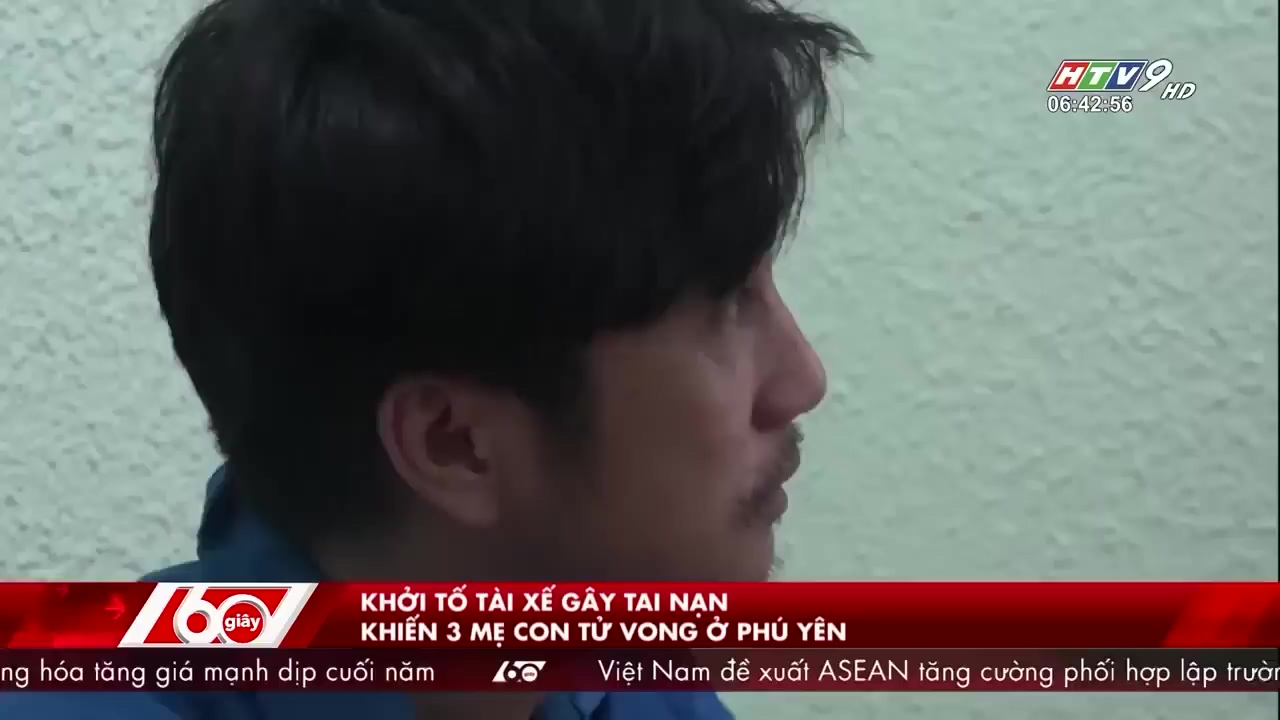 HTV9 HD
06:42:56
60 giây
KHỞI TỐ TÀI XẾ GÂY TAI NẠN
KHIẾN 3 MẸ CON TỬ VONG Ở PHÚ YÊN
ng hóa tăng giá mạnh dịp cuối năm 60 giây Việt Nam đề xuất ASEAN tăng cường phối hợp lập trườn